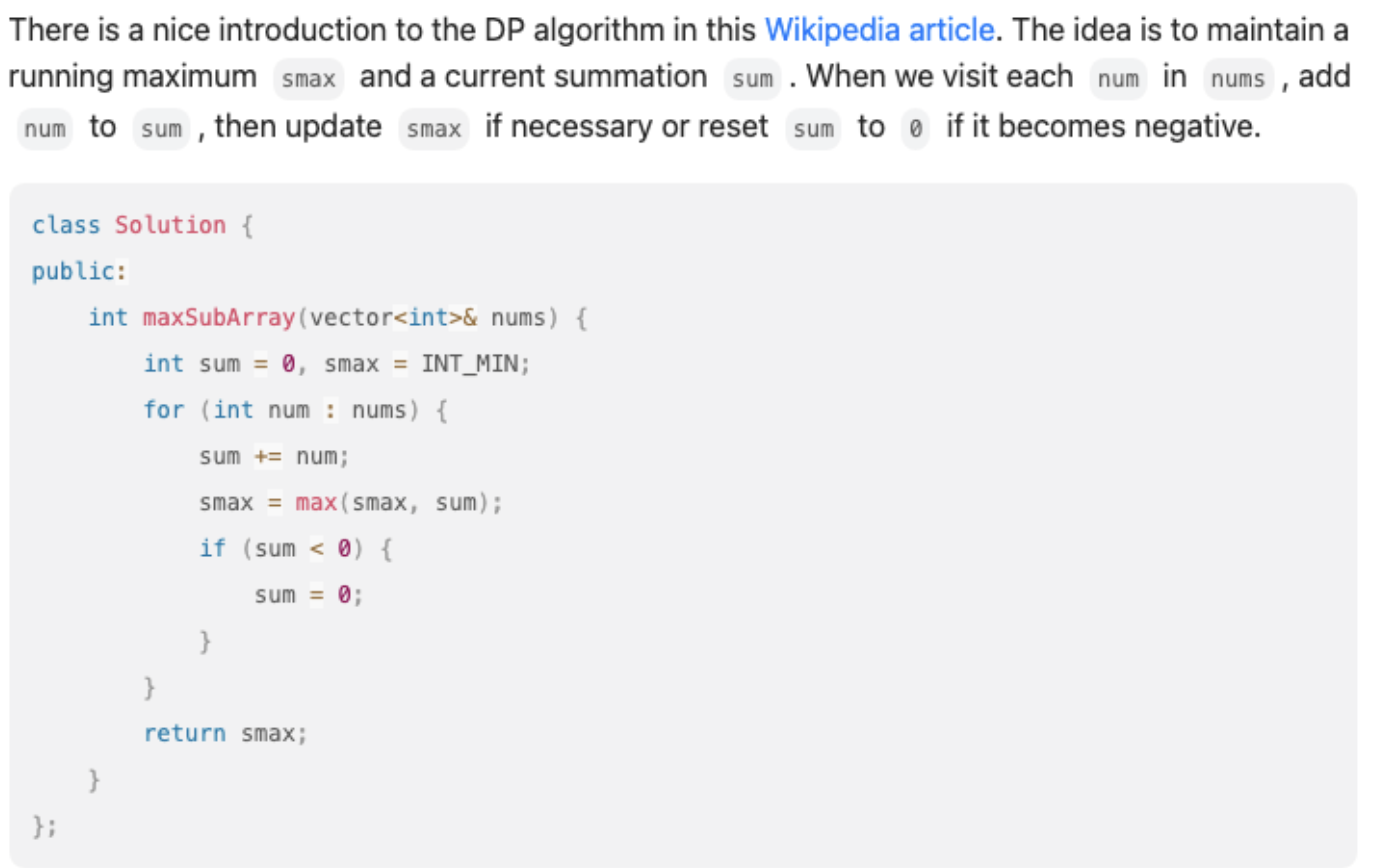 There is a nice introduction to the DP algorithm in this Wikipedia article. The idea is to maintain a
running maximum smax and a current summation sum . When we visit each num in nums , add
num to sum , then update smax if necessary or reset sum to 0 if it becomes negative.
class Solution {
public:
    int maxSubArray(vector<int>& nums) {
        int sum = 0, smax = INT_MIN;
        for (int num : nums) {
            sum += num;
            smax = max(smax, sum);
            if (sum < 0) {
                sum = 0;
            }
        }
        return smax;
    }
};